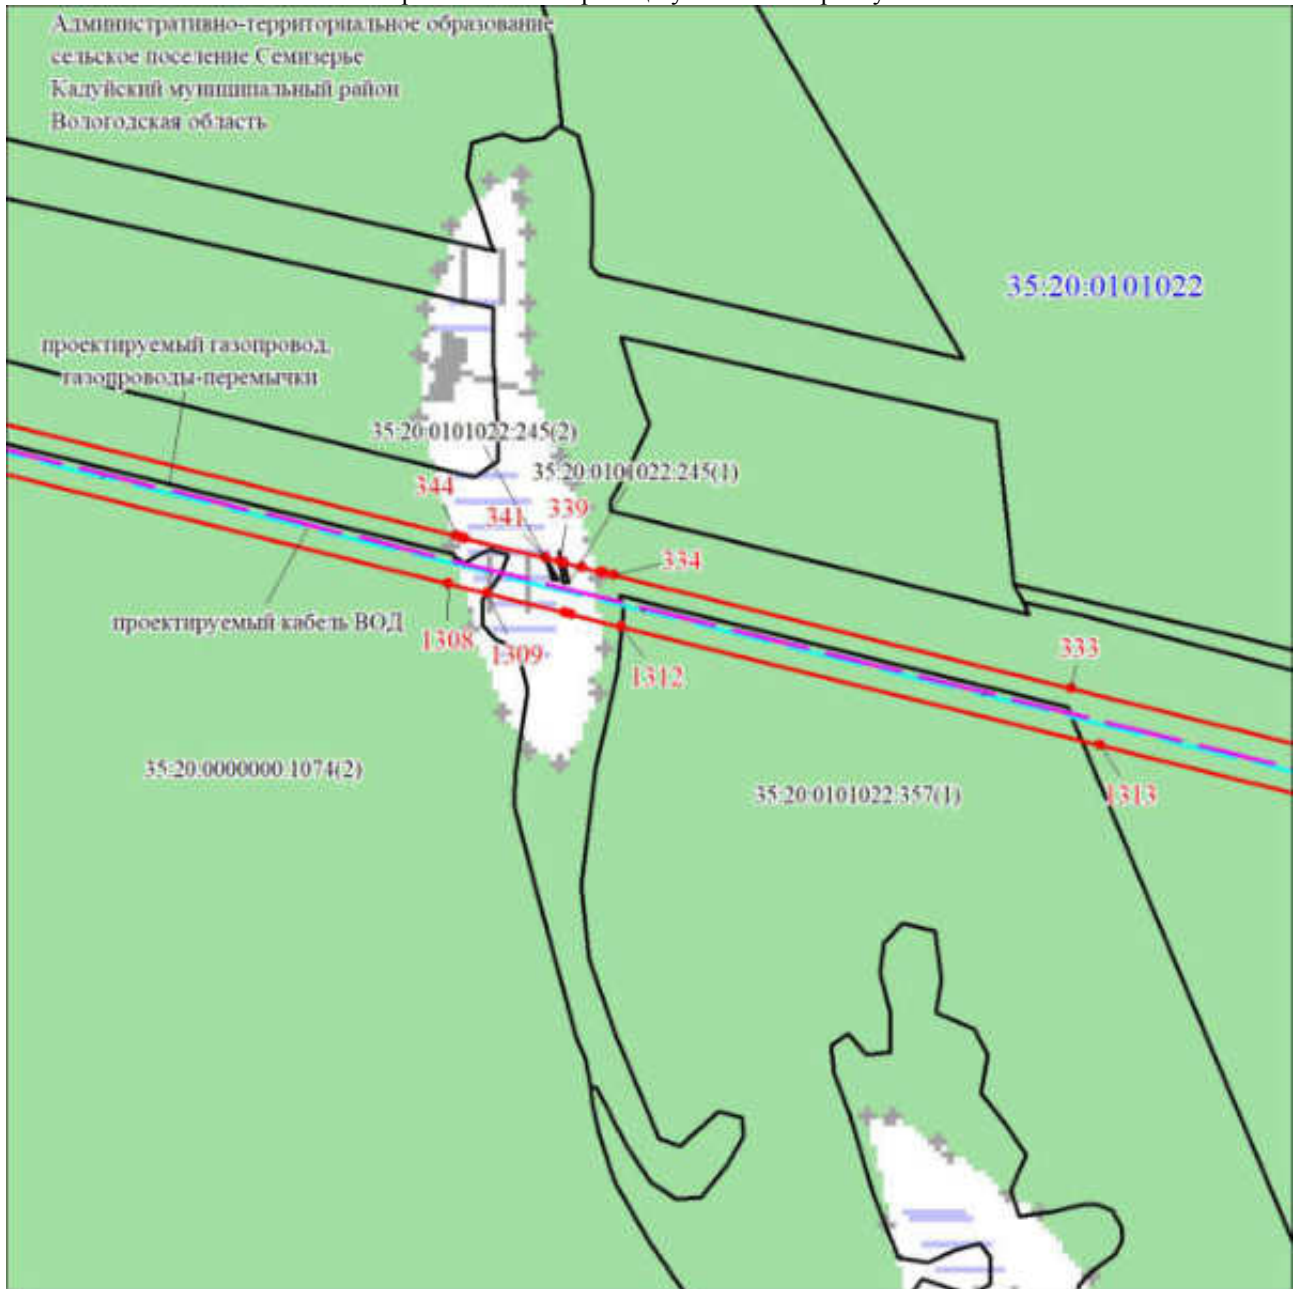 Административно-территориальное образование
сельское поселение Семизерье
Кадуйский муниципальный район
Вологодская область
35:20:0101022
проектируемый газопровод,
газопроводы-перемычки
35:20:0101022:245(2)
35:20:0101022:245(1)
344
341
339
334
проектируемый кабель ВОД
1308
1309
1312
333
35:20:0000000:1074(2)
35:20:0101022:357(1)
1313